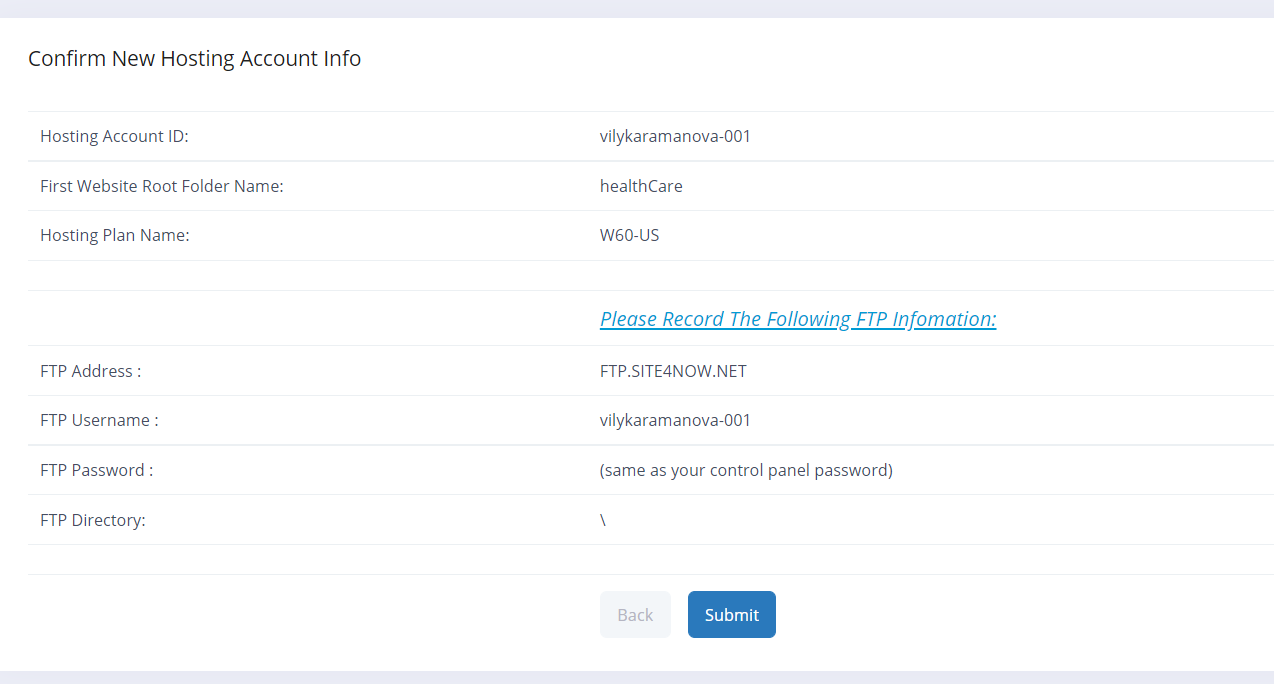 Confirm New Hosting Account Info
Hosting Account ID: vilykaramanova-001
First Website Root Folder Name: healthCare
Hosting Plan Name: W60-US
Please Record The Following FTP Infomation:
FTP Address : FTP.SITE4NOW.NET
FTP Username : vilykaramanova-001
FTP Password : (same as your control panel password)
FTP Directory: \
Back Submit